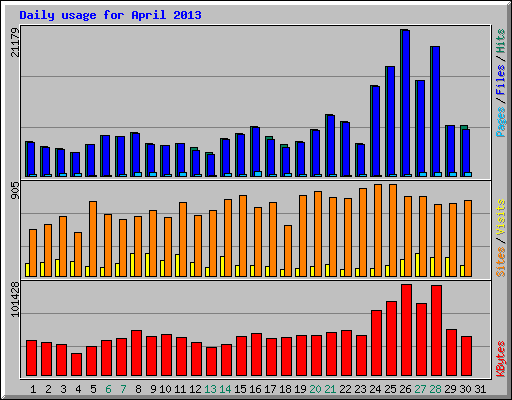 Daily usage for April 2013
21179
Pages / Files / Hits
905
Sites / Visits
101428
KBytes
1 2 3 4 5 6 7 8 9 10 11 12 13 14 15 16 17 18 19 20 21 22 23 24 25 26 27 28 29 30 31